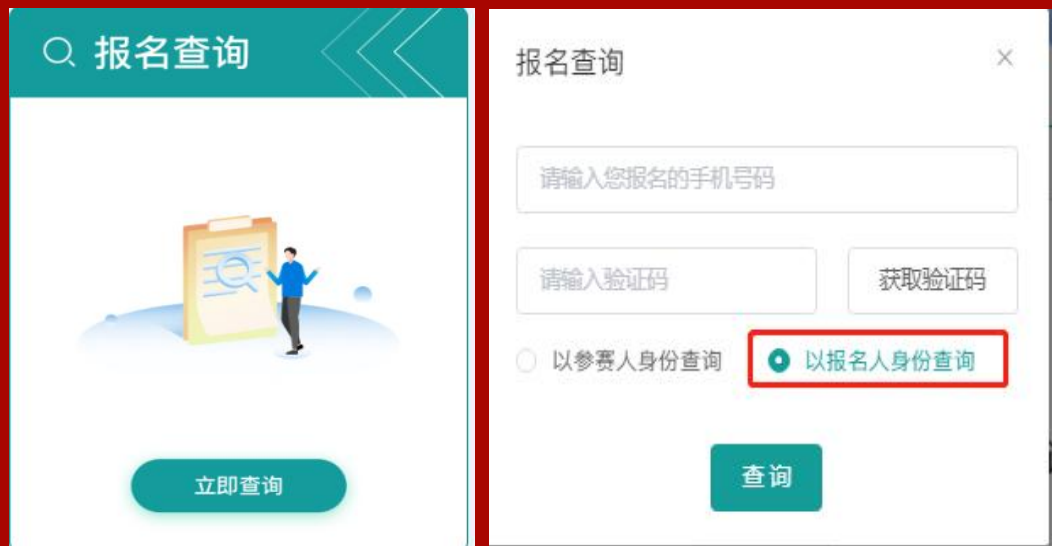 报名查询
立即查询
报名查询
请输入您报名的手机号码
请输入验证码
获取验证码
以参赛人身份查询
以报名人身份查询
查询